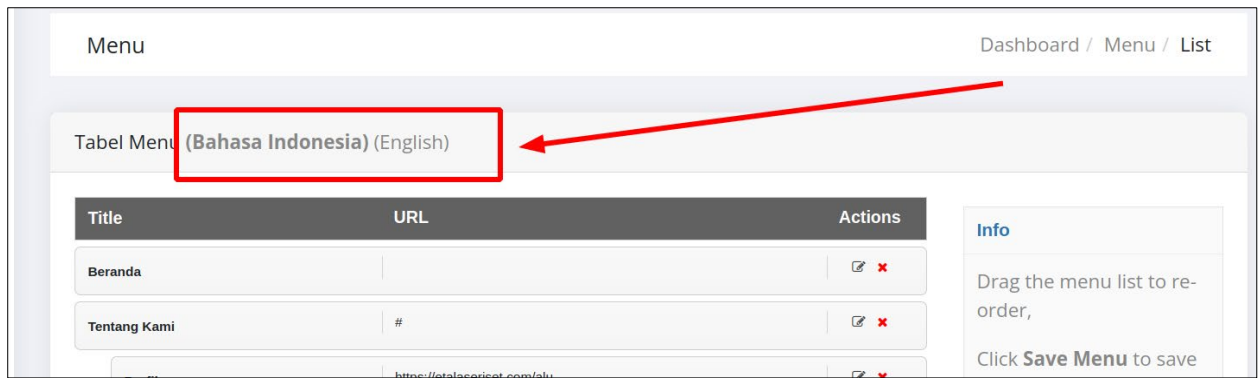 Menu
Dashboard / Menu / List
Tabel Menu (Bahasa Indonesia) (English)
Title URL Actions
Beranda
Tentang Kami #
Info
Drag the menu list to re-
order,
Click Save Menu to save